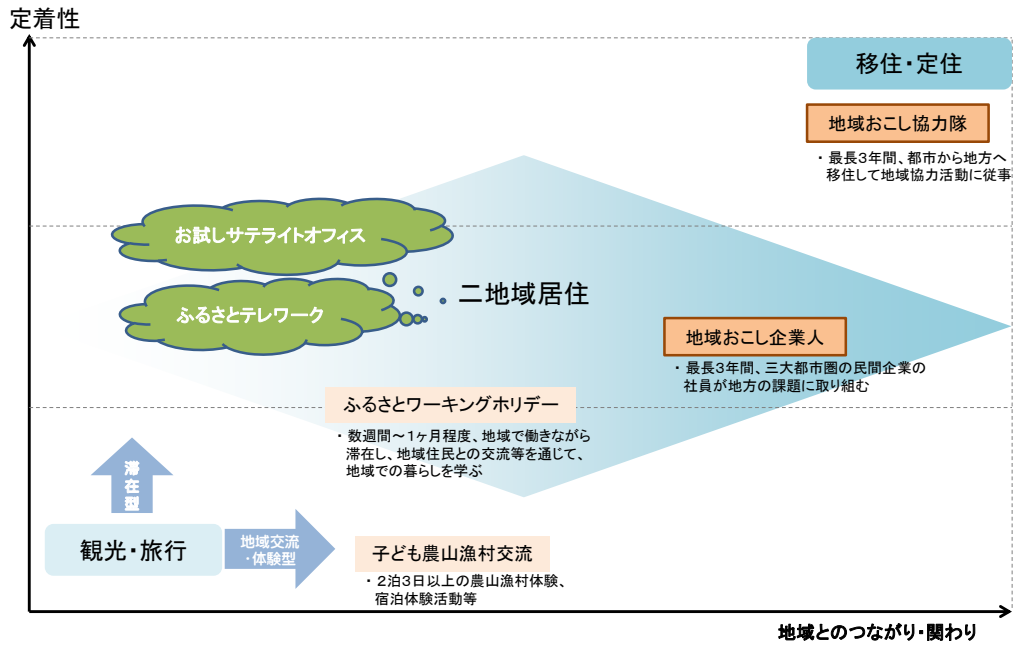 定着性
移住・定住
地域おこし協力隊
・最長3年間、都市から地方へ
移住して地域協力活動に従事
お試しサテライトオフィス
二地域居住
ふるさとテレワーク
地域おこし企業人
・最長3年間、三大都市圏の民間企業の
社員が地方の課題に取り組む
ふるさとワーキングホリデー
・数週間～1ヶ月程度、地域で働きながら
滞在し、地域住民との交流等を通じて、
地域での暮らしを学ぶ
滞在型
観光・旅行
地域交流
・体験型
子ども農山漁村交流
・2泊3日以上の農山漁村体験、
宿泊体験活動等
地域とのつながり・関わり